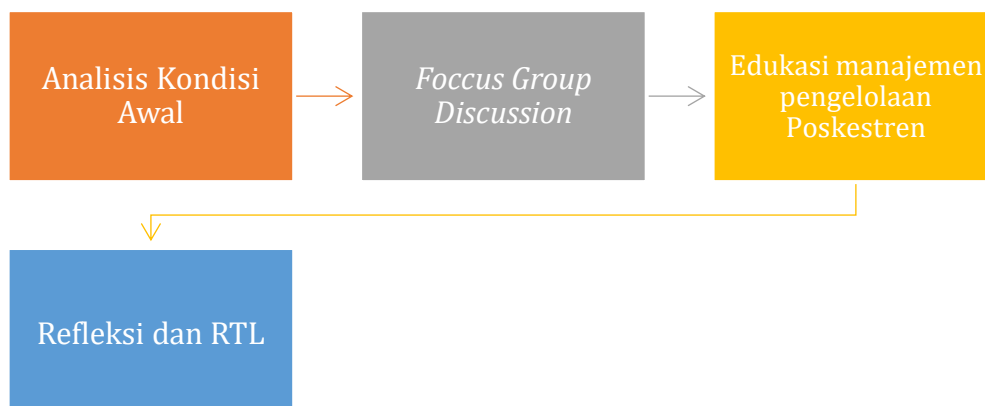 Analisis Kondisi
Awal
Foccus Group
Discussion
Edukasi manajemen
pengelolaan
Poskestren
Refleksi dan RTL